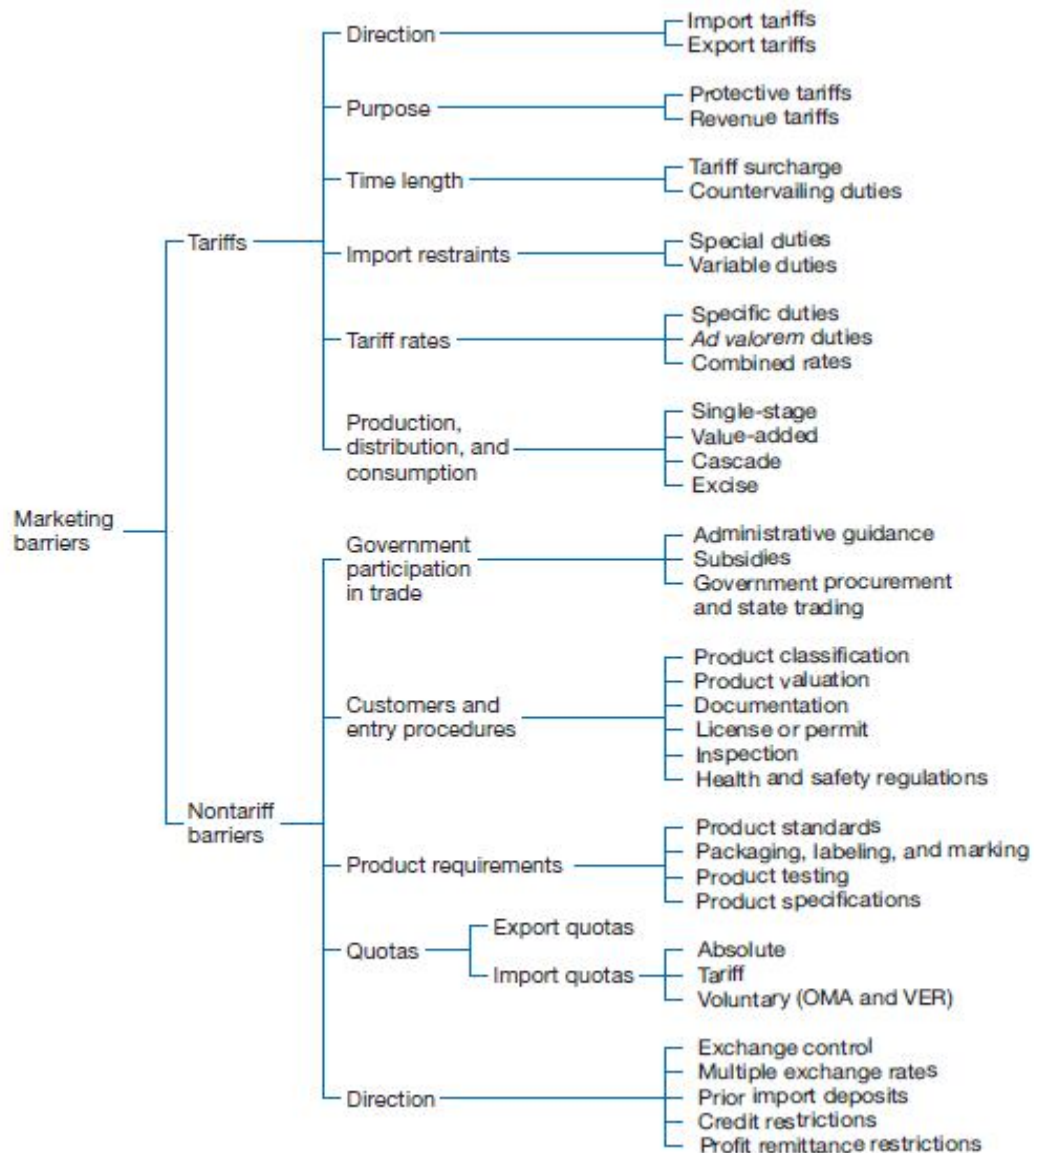 Marketing
barriers
Tariffs
Direction
Import tariffs
Export tariffs
Purpose
Protective tariffs
Revenue tariffs
Time length
Tariff surcharge
Countervailing duties
Import restraints
Special duties
Variable duties
Tariff rates
Specific duties
Ad valorem duties
Combined rates
Production,
distribution, and
consumption
Single-stage
Value-added
Cascade
Excise
Nontariff
barriers
Government
participation
in trade
Administrative guidance
Subsidies
Government procurement
and state trading
Customers and
entry procedures
Product classification
Product valuation
Documentation
License or permit
Inspection
Health and safety regulations
Product requirements
Product standards
Packaging, labeling, and marking
Product testing
Product specifications
Quotas
Export quotas
Import quotas
Absolute
Tariff
Voluntary (OMA and VER)
Direction
Exchange control
Multiple exchange rates
Prior import deposits
Credit restrictions
Profit remittance restrictions